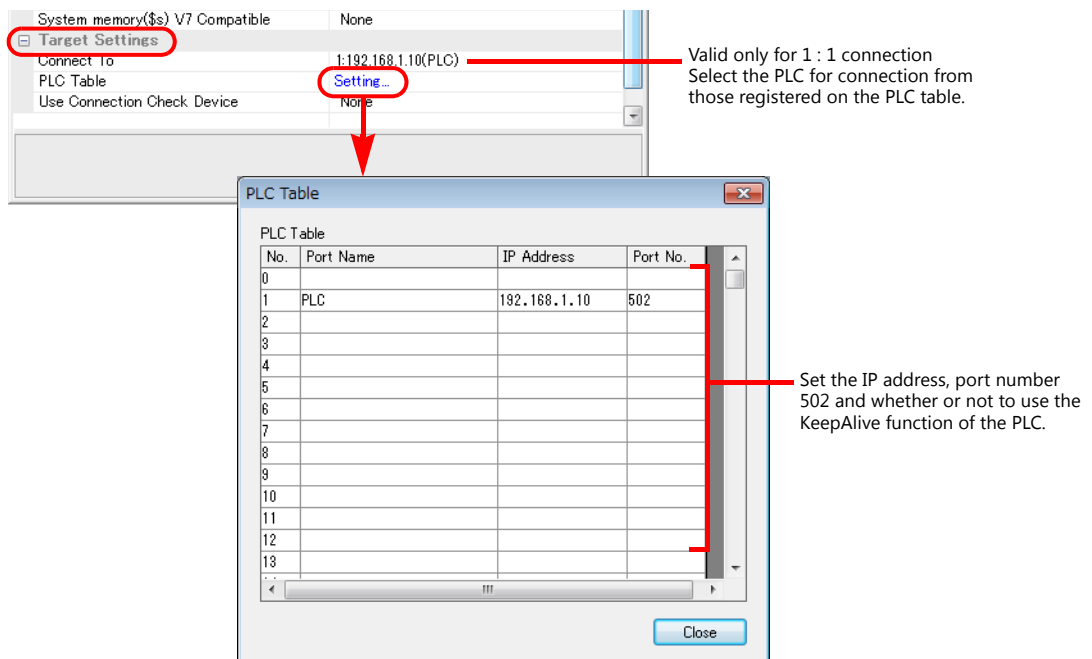 System memory($s) V7 Compatible None
Target Settings
Connect To 1:192.168.1.10(PLC)
PLC Table Setting...
Use Connection Check Device None
Valid only for 1 : 1 connection
Select the PLC for connection from
those registered on the PLC table.
PLC Table
PLC Table
No. Port Name IP Address Port No.
0
1 PLC 192.168.1.10 502
2
3
4
5
6
7
8
9
10
11
12
13
Set the IP address, port number
502 and whether or not to use the
KeepAlive function of the PLC.
Close